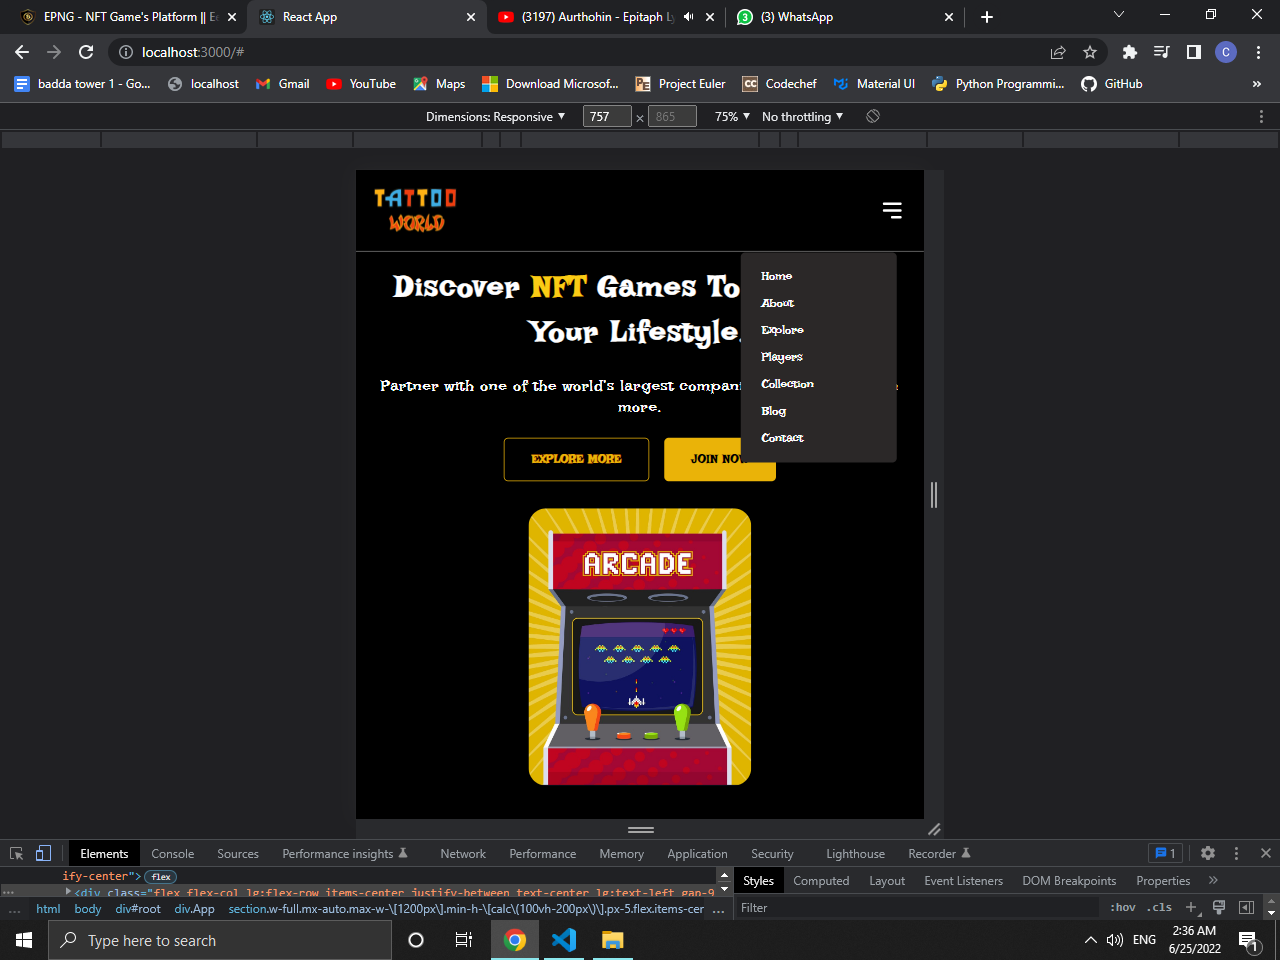 EPNG - NFT Game's Platform || E
React App
(3197) Aurthohin - Epitaph Ly
(3) WhatsApp
localhost:3000/#
C
badda tower 1 - Go...
localhost
Gmail
YouTube
Maps
Download Microsof...
Project Euler
Codechef
Material UI
Python Programmi...
GitHub
»
Dimensions: Responsive
757 × 865
75%
No throttling
TATTOO
WORLD
Home
About
Explore
Players
Collection
Blog
Contact
Discover NFT Games To
Your Lifestyle.
Partner with one of the world's largest compani
more.
EXPLORE MORE
JOIN NOW
ARCADE
Elements
Console
Sources
Performance insights
Network
Performance
Memory
Application
Security
Lighthouse
Recorder
1
ify-center"> flex
<div class="flex flex-col lg:flex-row items-center justify-between text-center lg:text-left gap-9
... html body div#root div.App section.w-full.mx-auto.max-w-\[1200px\].min-h-\[calc\(100vh-200px\)\].px-5.flex.items-cer ...
Styles
Computed
Layout
Event Listeners
DOM Breakpoints
Properties
»
Filter
:hov .cls
Type here to search
ENG
2:36 AM
6/25/2022
1